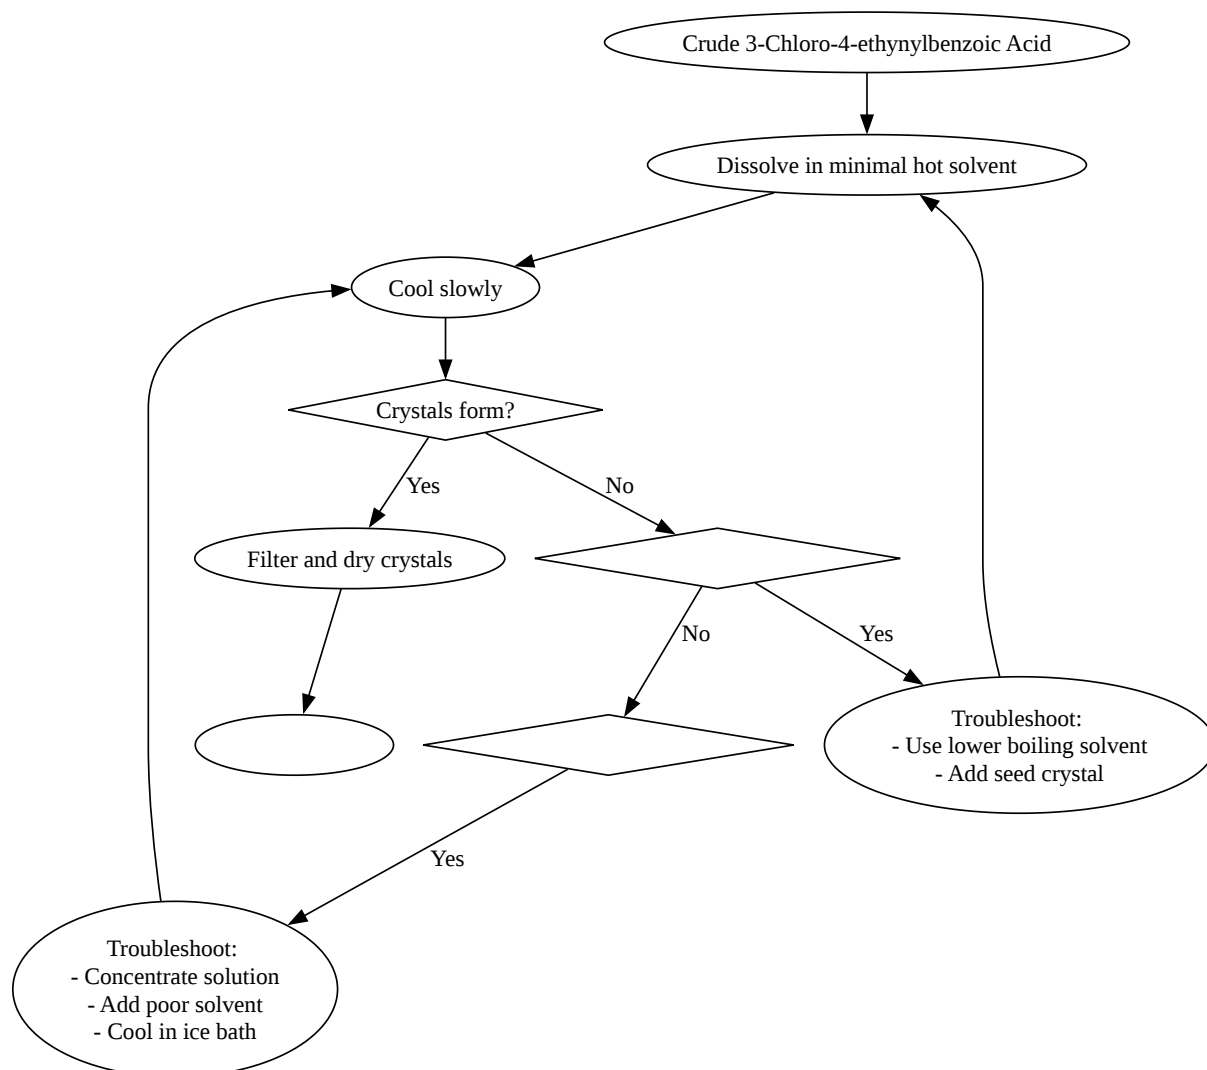 Crude 3-Chloro-4-ethynylbenzoic Acid
Dissolve in minimal hot solvent
Cool slowly
Crystals form?
Yes
No
Filter and dry crystals
No
Yes
Troubleshoot:
- Use lower boiling solvent
- Add seed crystal
Yes
Troubleshoot:
- Concentrate solution
- Add poor solvent
- Cool in ice bath